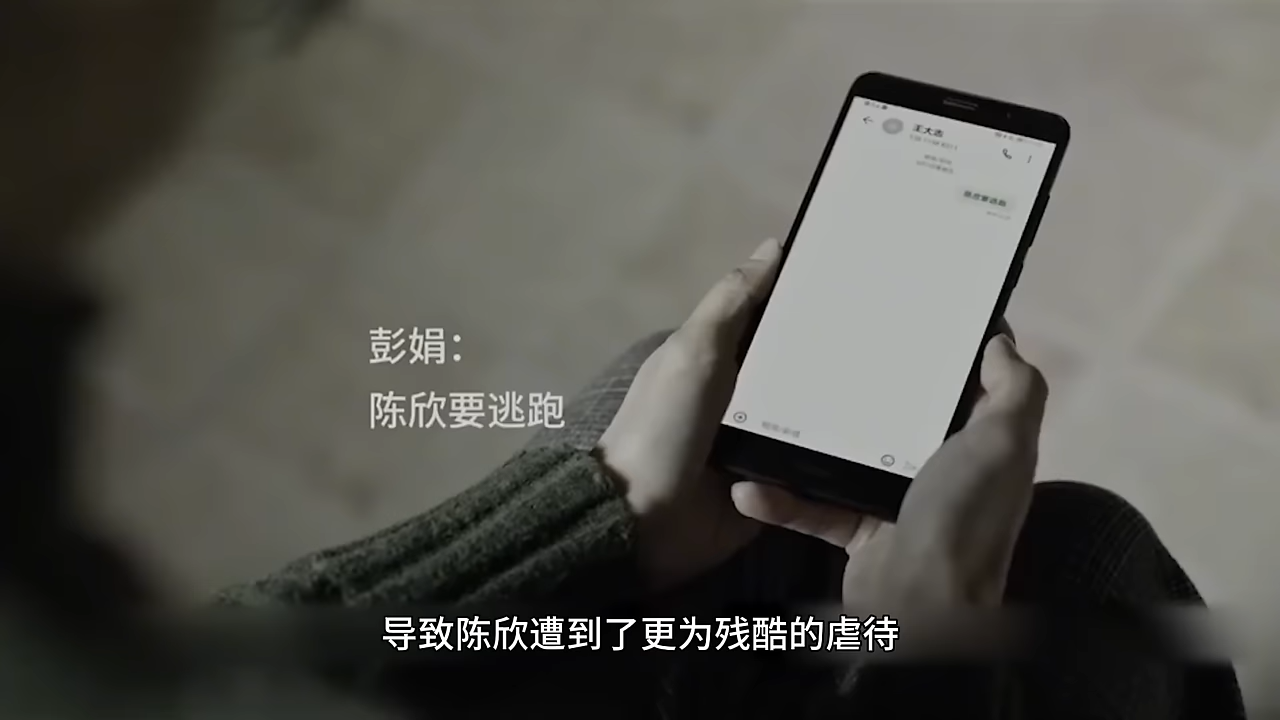 王大志
陈欣要逃跑
彭娟：
陈欣要逃跑
导致陈欣遭到了更为残酷的虐待